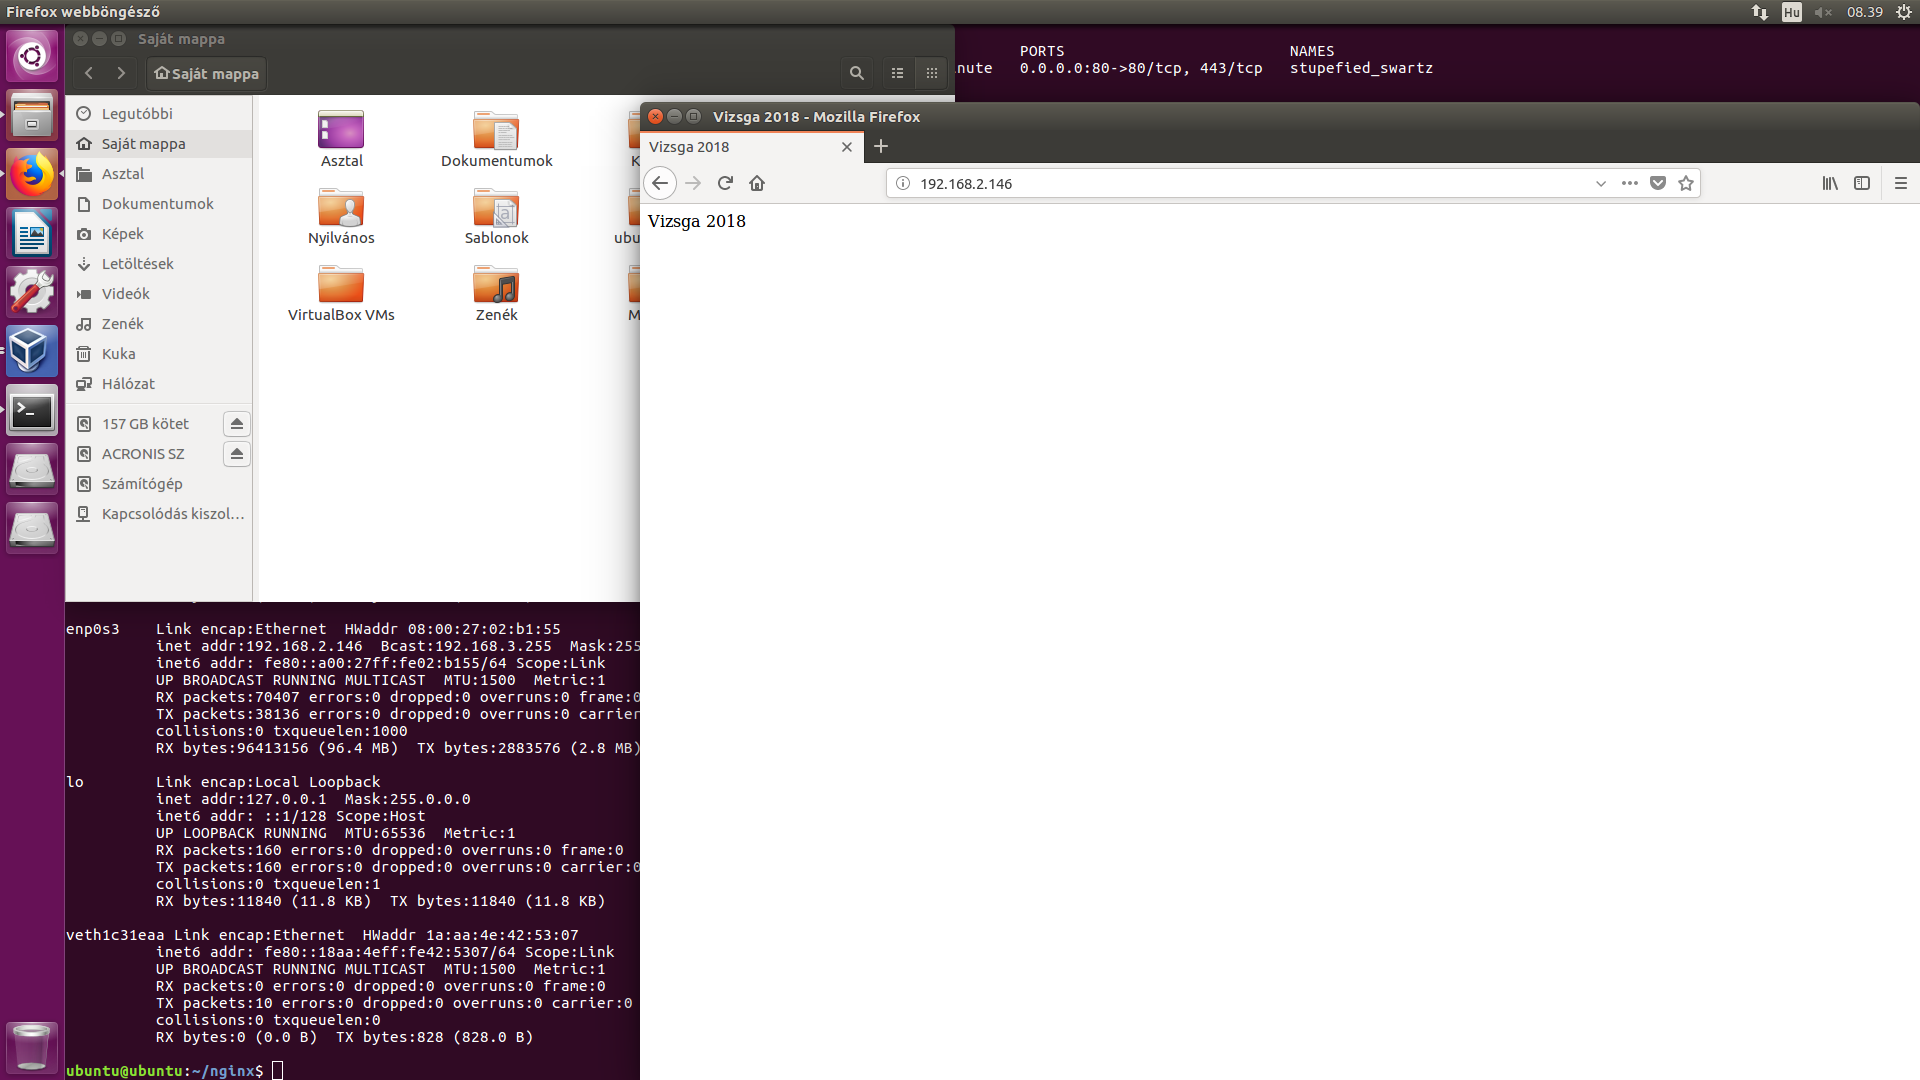 Firefox webböngésző
Hu
08.39
Saját mappa
Saját mappa
Legutóbbi
Saját mappa
Asztal
Dokumentumok
Képek
Letöltések
Videók
Zenék
Kuka
Hálózat
157 GB kötet
ACRONIS SZ
Számítógép
Kapcsolódás kiszol…
Asztal
Dokumentumok
K
Nyilvános
Sablonok
ubu
VirtualBox VMs
Zenék
M
PORTS NAMES
nute 0.0.0.0:80->80/tcp, 443/tcp stupefied_swartz
Vizsga 2018 - Mozilla Firefox
Vizsga 2018
192.168.2.146
Vizsga 2018
enp0s3 Link encap:Ethernet HWaddr 08:00:27:02:b1:55
inet addr:192.168.2.146 Bcast:192.168.3.255 Mask:255
inet6 addr: fe80::a00:27ff:fe02:b155/64 Scope:Link
UP BROADCAST RUNNING MULTICAST MTU:1500 Metric:1
RX packets:70407 errors:0 dropped:0 overruns:0 frame:0
TX packets:38136 errors:0 dropped:0 overruns:0 carrier
collisions:0 txqueuelen:1000
RX bytes:96413156 (96.4 MB) TX bytes:2883576 (2.8 MB)
lo Link encap:Local Loopback
inet addr:127.0.0.1 Mask:255.0.0.0
inet6 addr: ::1/128 Scope:Host
UP LOOPBACK RUNNING MTU:65536 Metric:1
RX packets:160 errors:0 dropped:0 overruns:0 frame:0
TX packets:160 errors:0 dropped:0 overruns:0 carrier:0
collisions:0 txqueuelen:1
RX bytes:11840 (11.8 KB) TX bytes:11840 (11.8 KB)
veth1c31eaa Link encap:Ethernet HWaddr 1a:aa:4e:42:53:07
inet6 addr: fe80::18aa:4eff:fe42:5307/64 Scope:Link
UP BROADCAST RUNNING MULTICAST MTU:1500 Metric:1
RX packets:0 errors:0 dropped:0 overruns:0 frame:0
TX packets:10 errors:0 dropped:0 overruns:0 carrier:0
collisions:0 txqueuelen:0
RX bytes:0 (0.0 B) TX bytes:828 (828.0 B)
ubuntu@ubuntu:~/nginx$